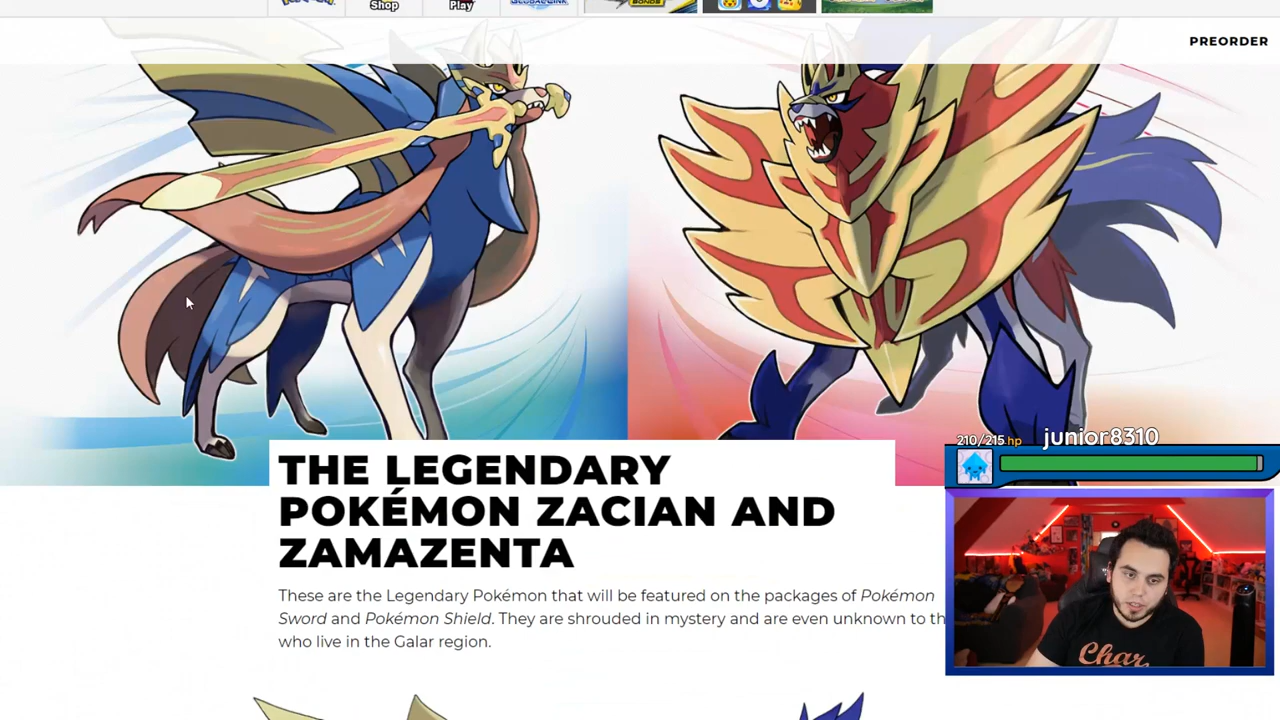 Shop
Play
BONDS
PREORDER
210/215.hp
junior8310
THE LEGENDARY
POKÉMON ZACIAN AND
ZAMAZENTA
These are the Legendary Pokémon that will be featured on the packages of Pokémon
Sword and Pokémon Shield. They are shrouded in mystery and are even unknown to th
who live in the Galar region.
Char